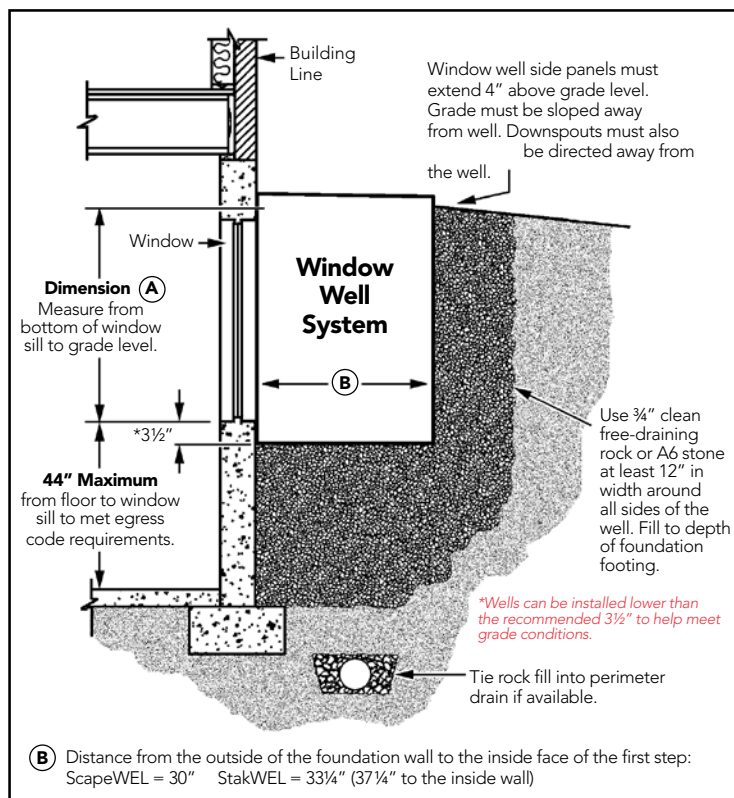 Building
Line
Window well side panels must
extend 4" above grade level.
Grade must be sloped away
from well. Downspouts must also
be directed away from
the well.
Window
Dimension A
Measure from
bottom of window
sill to grade level.
Window
Well
System
B
*3½"
44" Maximum
from floor to window
sill to met egress
code requirements.
Use ¾" clean
free-draining
rock or A6 stone
at least 12" in
width around
all sides of the
well. Fill to depth
of foundation
footing.
*Wells can be installed lower than
the recommended 3½" to help meet
grade conditions.
Tie rock fill into perimeter
drain if available.
B Distance from the outside of the foundation wall to the inside face of the first step:
ScapeWEL = 30" StakWEL = 33¼" (37¼" to the inside wall)